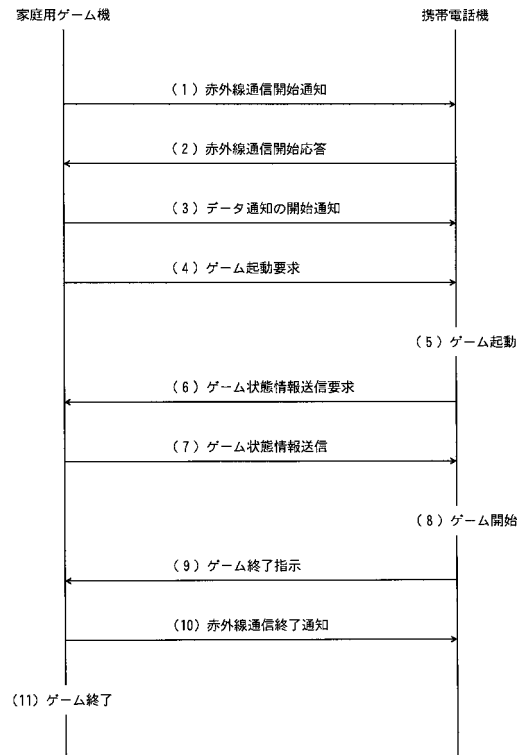 家庭用ゲーム機
携帯電話機
(1)赤外線通信開始通知
(2)赤外線通信開始応答
(3)データ通知の開始通知
(4)ゲーム起動要求
(5)ゲーム起動
(6)ゲーム状態情報送信要求
(7)ゲーム状態情報送信
(8)ゲーム開始
(9)ゲーム終了指示
(10)赤外線通信終了通知
(11)ゲーム終了